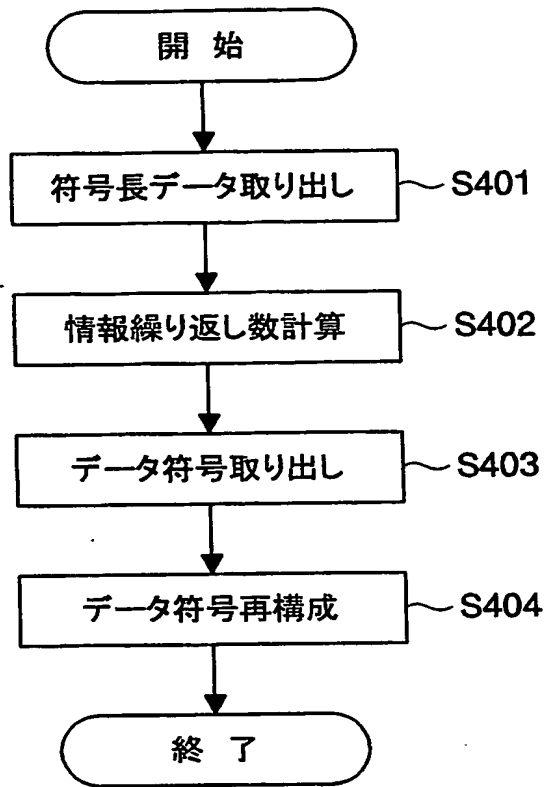 開 始
符号長データ取り出し S401
情報繰り返し数計算 S402
データ符号取り出し S403
データ符号再構成 S404
終 了